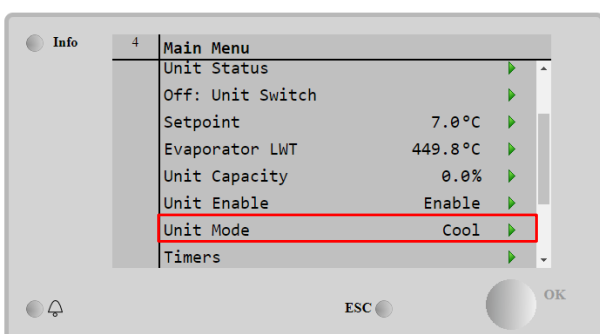 Info
4 Main Menu
Unit Status
Off: Unit Switch
Setpoint 7.0°C
Evaporator LWT 449.8°C
Unit Capacity 0.0%
Unit Enable Enable
Unit Mode Cool
Timers
ESC
OK